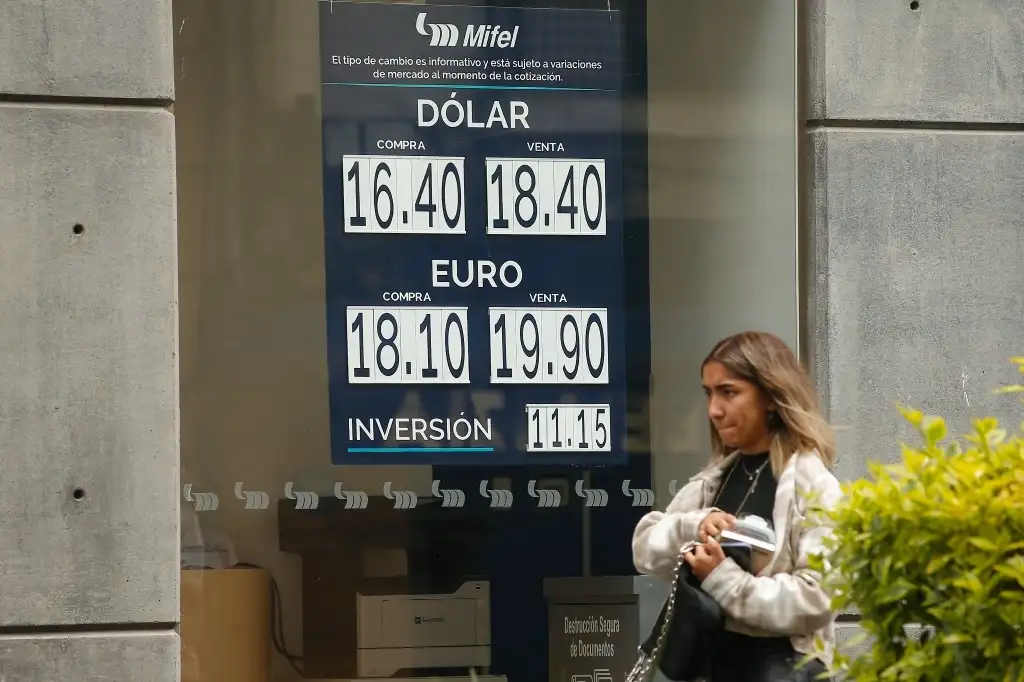 Mifel
El tipo de cambio es informativo y está sujeto a variaciones
de mercado al momento de la cotización.
DÓLAR
COMPRA VENTA
16.40 18.40
EURO
COMPRA VENTA
18.10 19.90
INVERSIÓN 11.15
Destrucción Segura
de Documentos